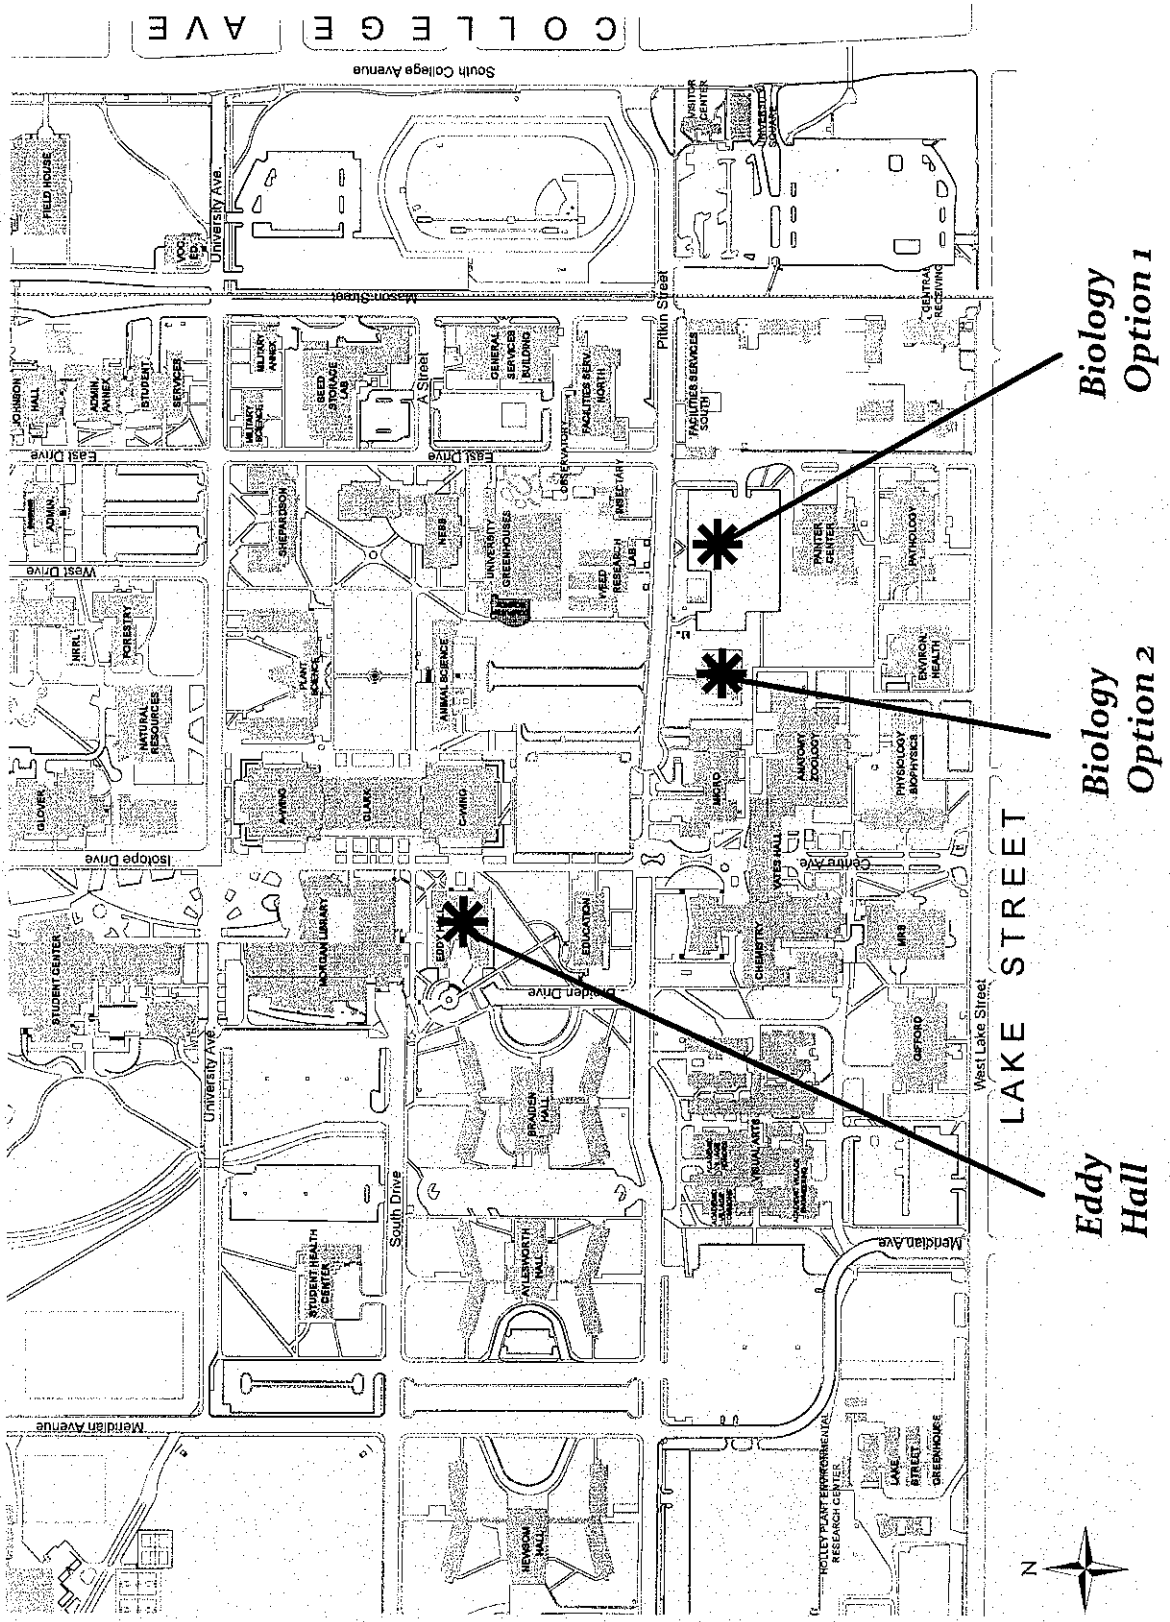 COLLEGE AVE
South College Avenue
FIELD HOUSE
VOC.
ED.
University Ave.
VISITOR
CENTER
UNIVERSITY
SQUARE
Mason Street
Pitkin Street
CENTRAL
RECEIVING
JOHNSON
HALL
ADMIN.
ANNEX
STUDENT
SERVICES
MILITARY
ANNEX
MILITARY
SCIENCE
SEED
STORAGE
LAB
A Street
GENERAL
SERVICES
BUILDING
FACILITIES SERV.
NORTH
FACILITIES SERVICES
SOUTH
East Drive
East Drive
OBSERVATORY
ADMIN.
SHEPARDSON
NESB
UNIVERSITY
GREENHOUSES
INSECTARY
WEED
RESEARCH
LAB
PAINTER
CENTER
PATHOLOGY
West Drive
NRRL
FORESTRY
NATURAL
RESOURCES
PLANT
SCIENCE
ANIMAL SCIENCE
ENVIRON.
HEALTH
GLOVER
A-WING
CLARK
C-WING
MICRO
ANATOMY
ZOOLOGY
PHYSIOLOGY
BIOPHYSICS
Isotope Drive
YATES HALL
Centre Ave.
STUDENT CENTER
MORGAN LIBRARY
EDDY
EDUCATION
CHEMISTRY
MRB
University Ave.
Braiden Drive
BRAIDEN
HALL
GIFFORD
West Lake Street
LAKE STREET
South Drive
VISUAL ARTS
STUDENT HEALTH
CENTER
AYLESWORTH
HALL
Meridian Ave.
Meridian Avenue
NEWSOM
HALL
HOLLEY PLANT ENVIRONMENTAL
RESEARCH CENTER
LAKE
STREET
GREENHOUSE
Biology
Option 1
Biology
Option 2
Eddy
Hall
N